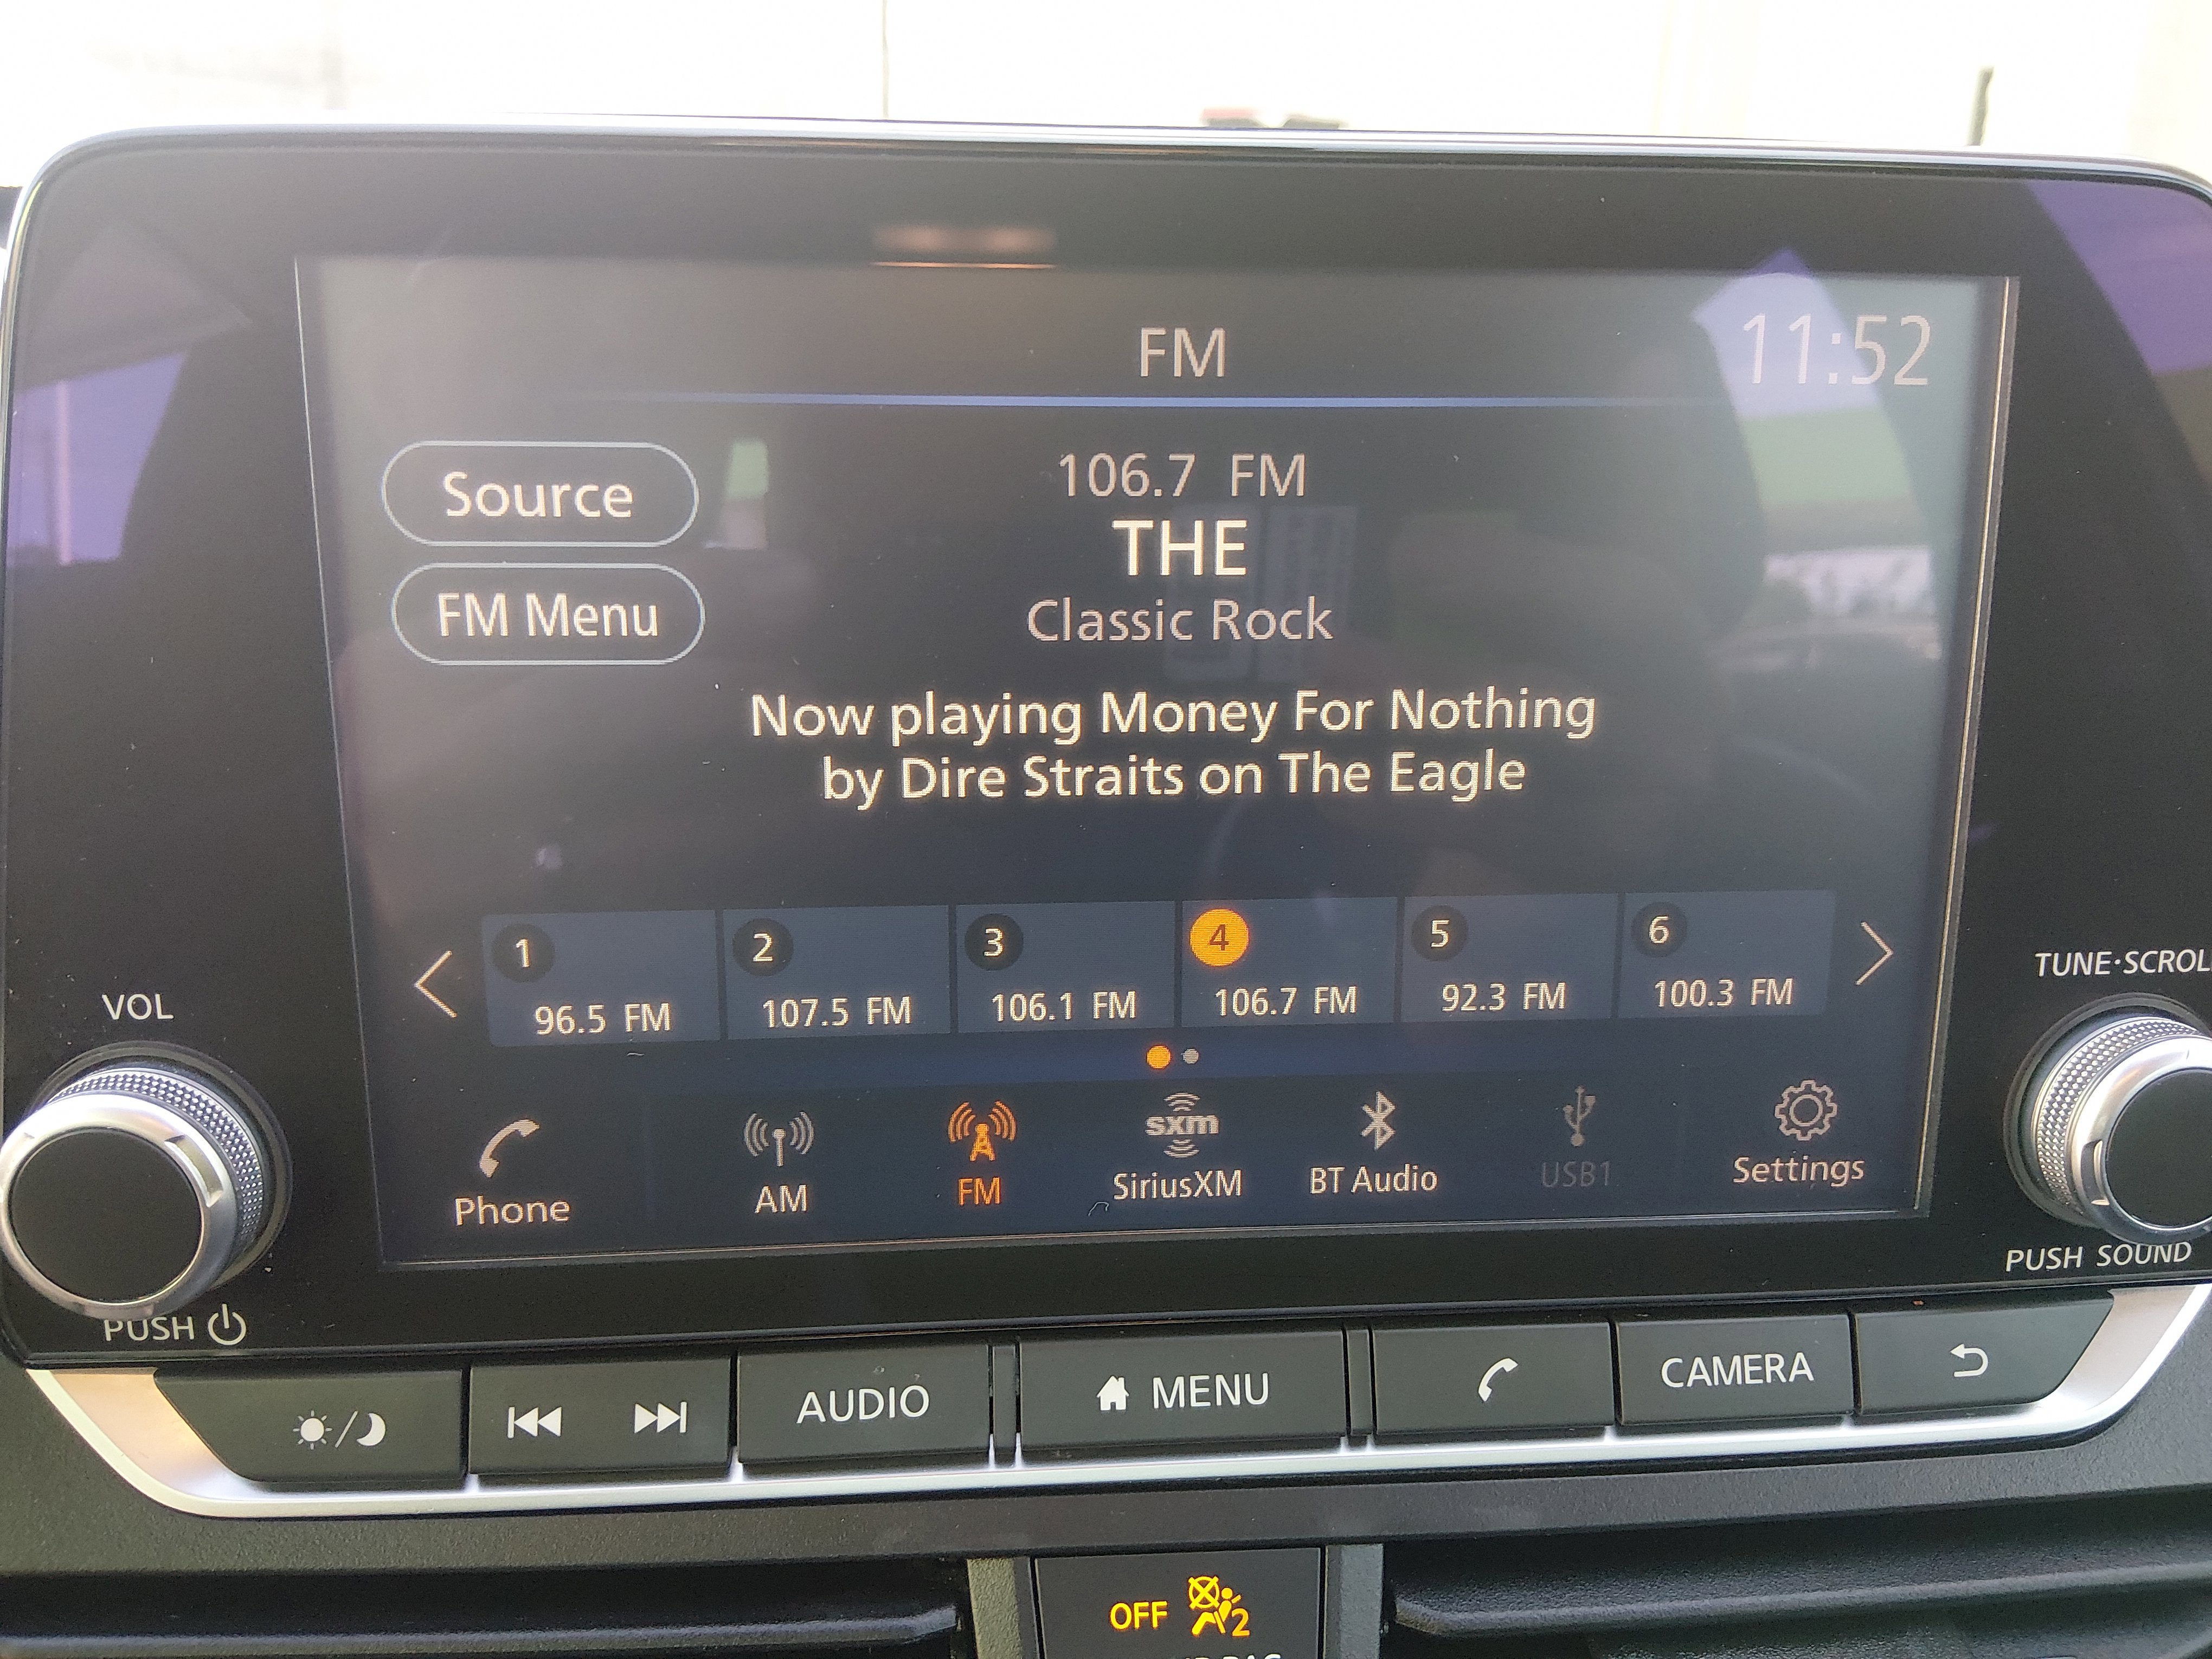 FM
11:52
Source
106.7 FM
THE
FM Menu
Classic Rock
Now playing Money For Nothing
by Dire Straits on The Eagle
1
96.5 FM
2
107.5 FM
3
106.1 FM
4
106.7 FM
5
92.3 FM
6
100.3 FM
VOL
TUNE·SCROL
Phone
AM
FM
sxm
SiriusXM
BT Audio
USB1
Settings
PUSH
PUSH SOUND
AUDIO
MENU
CAMERA
OFF
2